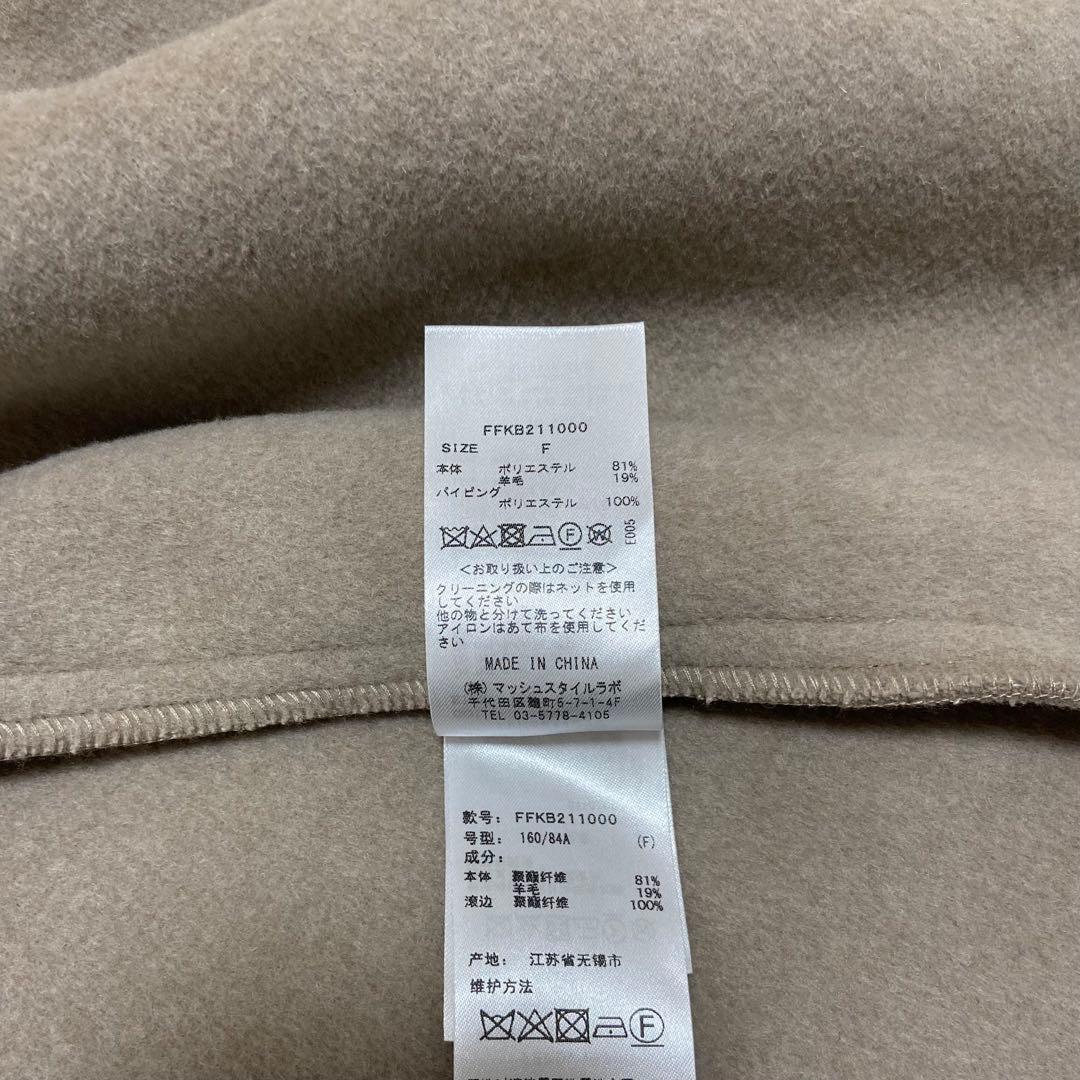 FFKB211000
SIZE F
本体 ポリエステル 81%
羊毛 19%
パイピング
ポリエステル 100%
E005
＜お取り扱い上のご注意＞
クリーニングの際はネットを使用
してください
他の物と分けて洗ってください
アイロンはあて布を使用してくだ
さい
MADE IN CHINA
(株)マッシュスタイルラボ
千代田区麹町5-7-1-4F
TEL 03-5778-4105
款号: FFKB211000
号型: 160/84A (F)
成分:
本体 聚酯纤维 81%
羊毛 19%
滚边 聚酯纤维 100%
产地: 江苏省无锡市
维护方法